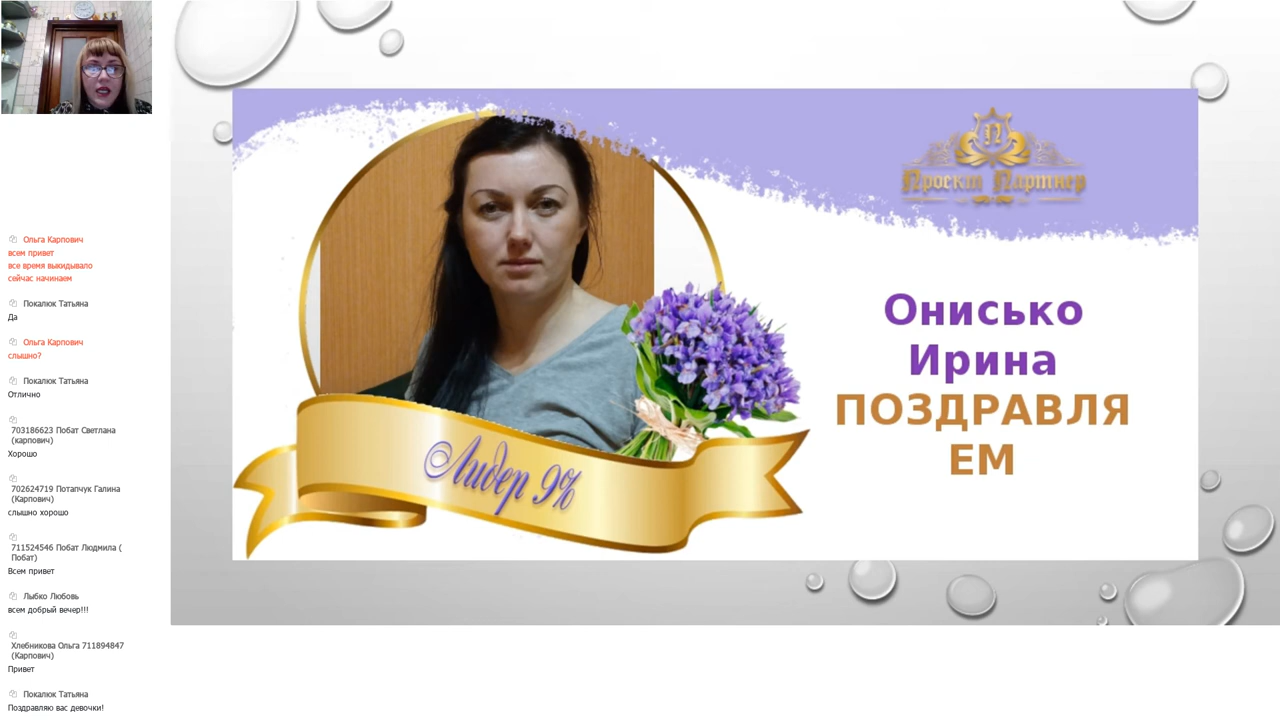 Ольга Карпович
всем привет
все время выкидывало
сейчас начинаем
Покалюк Татьяна
Да
Ольга Карпович
слышно?
Покалюк Татьяна
Отлично
703186623 Побат Светлана
(карпович)
Хорошо
702624719 Потапчук Галина
(Карпович)
слышно хорошо
711524546 Побат Людмила (
Побат)
Всем привет
Лыбко Любовь
всем добрый вечер!!!
Хлебникова Ольга 711894847
(Карпович)
Привет
Покалюк Татьяна
Поздравляю вас девочки!
П
Проект Партнер
Онисько
Ирина
ПОЗДРАВЛЯ
ЕМ
Лидер 9%